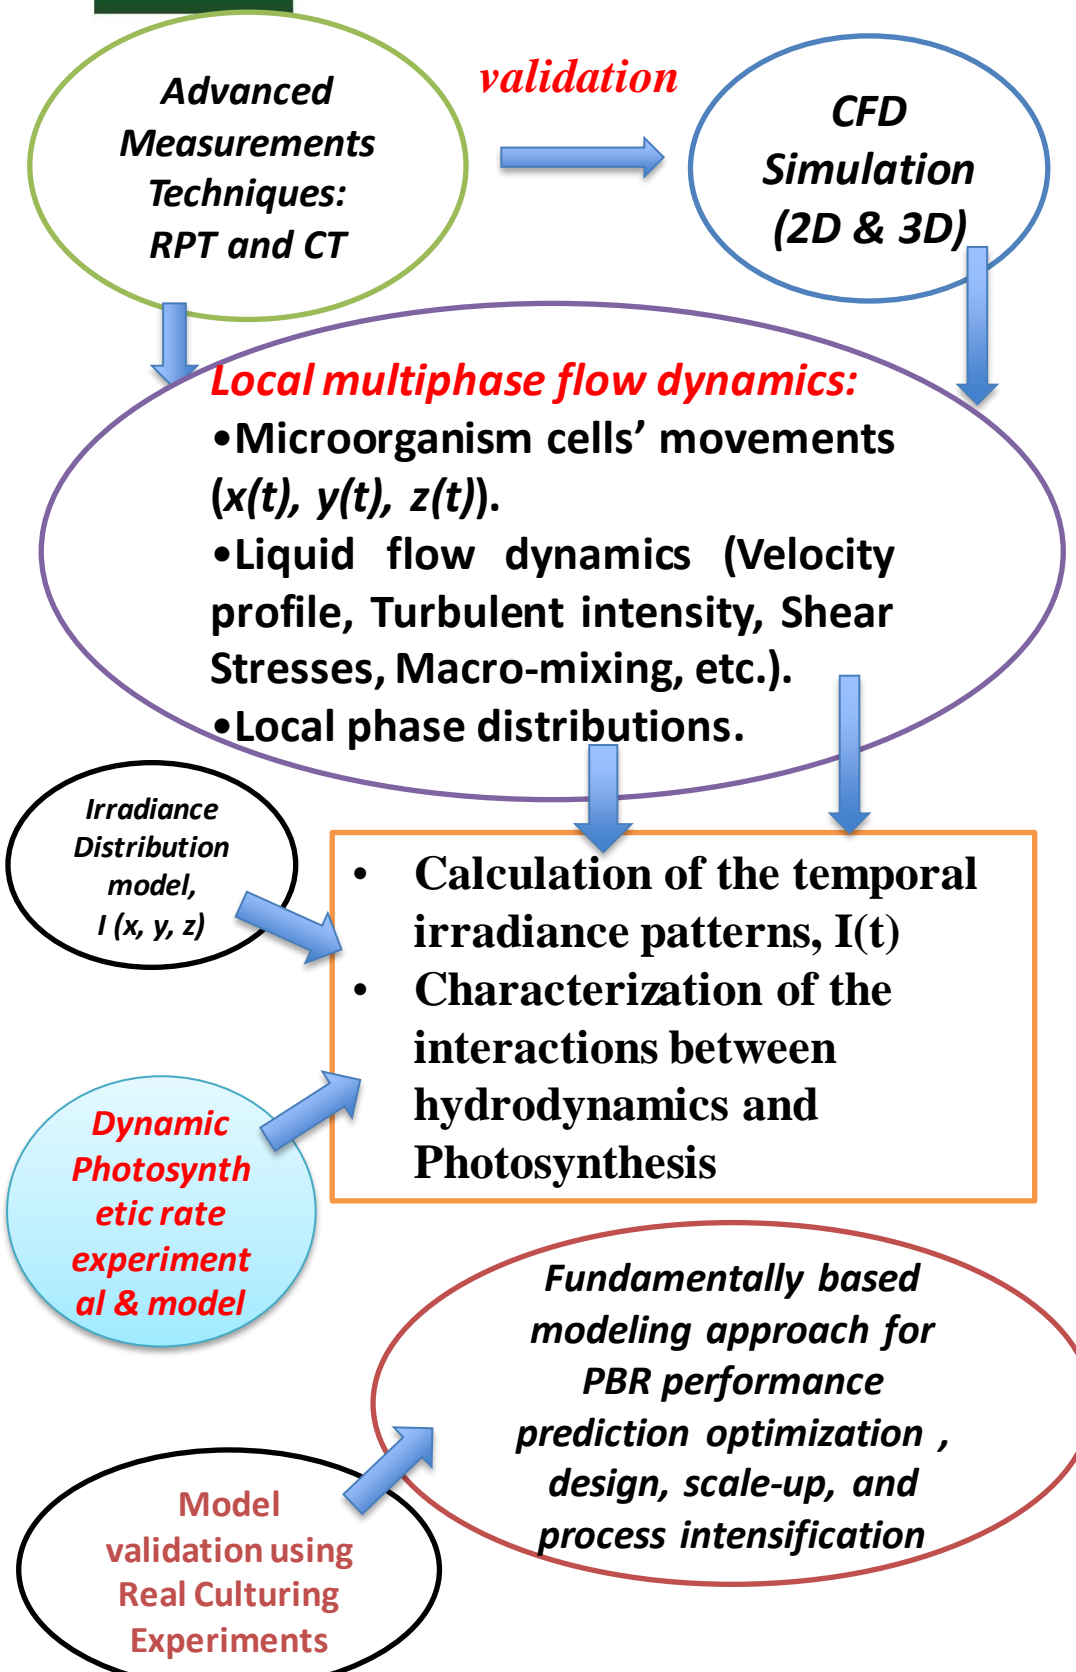 Advanced
Measurements
Techniques:
RPT and CT
validation
CFD
Simulation
(2D & 3D)
Local multiphase flow dynamics:
•Microorganism cells’ movements
(x(t), y(t), z(t)).
•Liquid flow dynamics (Velocity
profile, Turbulent intensity, Shear
Stresses, Macro-mixing, etc.).
•Local phase distributions.
Irradiance
Distribution
model,
I (x, y, z)
• Calculation of the temporal
irradiance patterns, I(t)
• Characterization of the
interactions between
hydrodynamics and
Photosynthesis
Dynamic
Photosynth
etic rate
experiment
al & model
Fundamentally based
modeling approach for
PBR performance
prediction optimization ,
design, scale-up, and
process intensification
Model
validation using
Real Culturing
Experiments